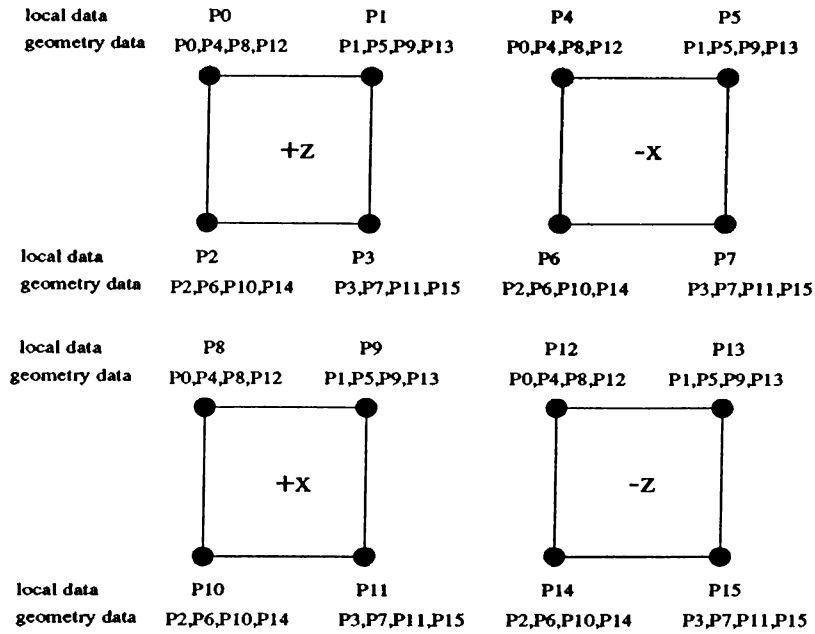 local data P0 P1 P4 P5
geometry data P0,P4,P8,P12 P1,P5,P9,P13 P0,P4,P8,P12 P1,P5,P9,P13
+z -x
local data P2 P3 P6 P7
geometry data P2,P6,P10,P14 P3,P7,P11,P15 P2,P6,P10,P14 P3,P7,P11,P15
local data P8 P9 P12 P13
geometry data P0,P4,P8,P12 P1,P5,P9,P13 P0,P4,P8,P12 P1,P5,P9,P13
+x -z
local data P10 P11 P14 P15
geometry data P2,P6,P10,P14 P3,P7,P11,P15 P2,P6,P10,P14 P3,P7,P11,P15